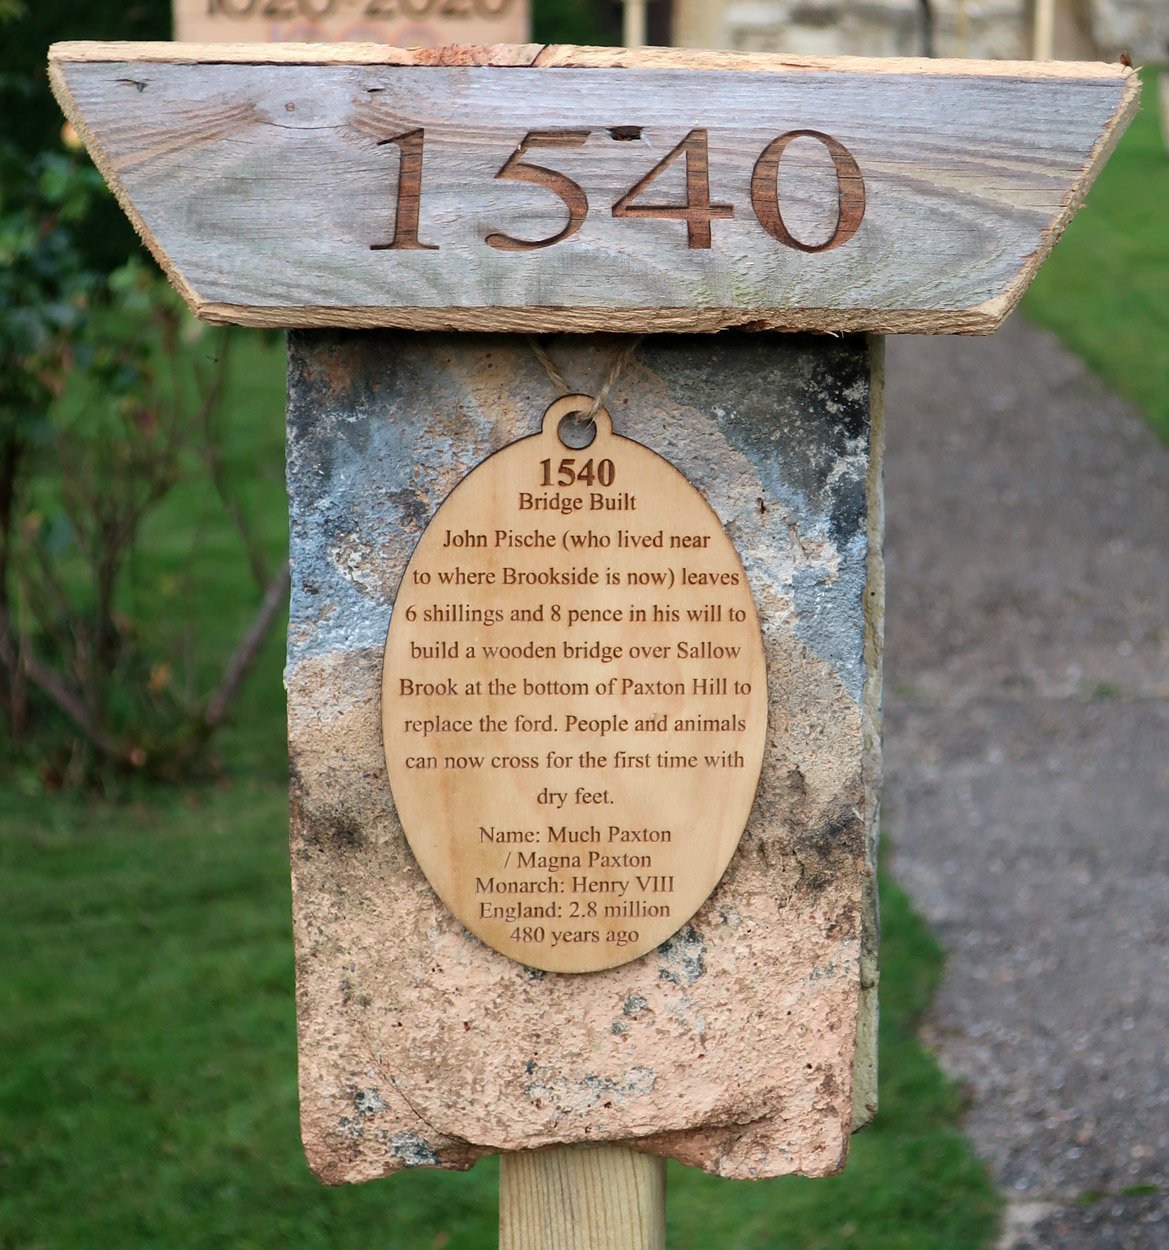 1020-2020
1540
1540
Bridge Built
John Pische (who lived near
to where Brookside is now) leaves
6 shillings and 8 pence in his will to
build a wooden bridge over Sallow
Brook at the bottom of Paxton Hill to
replace the ford. People and animals
can now cross for the first time with
dry feet.
Name: Much Paxton
/ Magna Paxton
Monarch: Henry VIII
England: 2.8 million
480 years ago